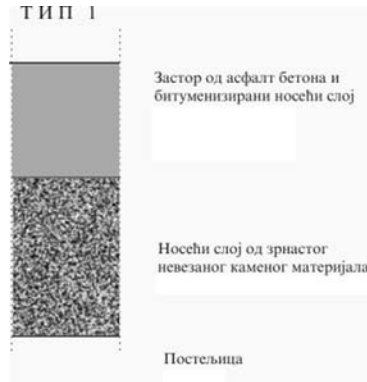 ТИП 1
Застор од асфалт бетона и
битуменизирани носећи слој
Носећи слој од зрнастог
невезаног каменог материјала
Постељица